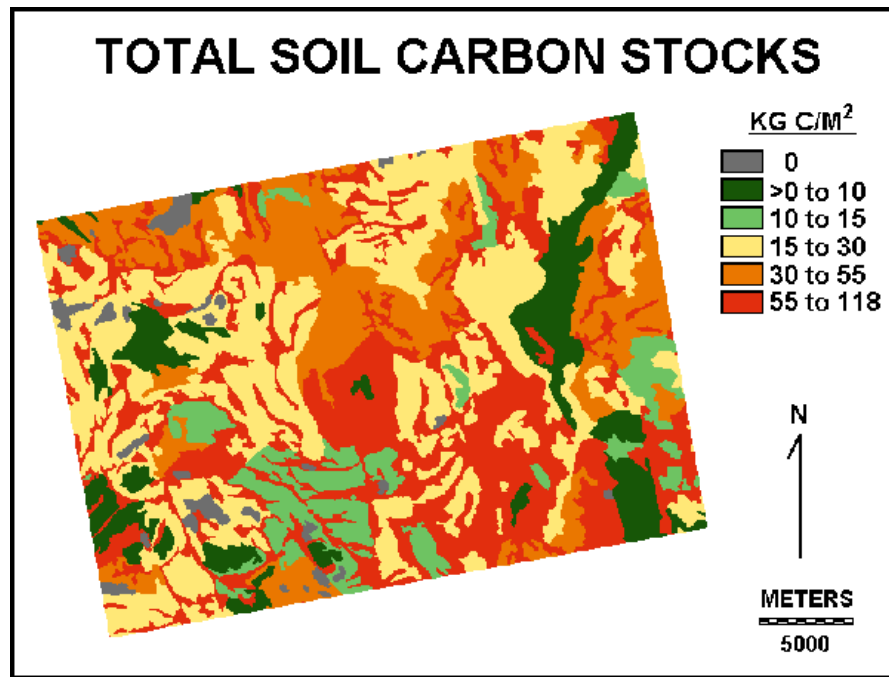 TOTAL SOIL CARBON STOCKS
KG C/M²
0
>0 to 10
10 to 15
15 to 30
30 to 55
55 to 118
N
METERS
5000